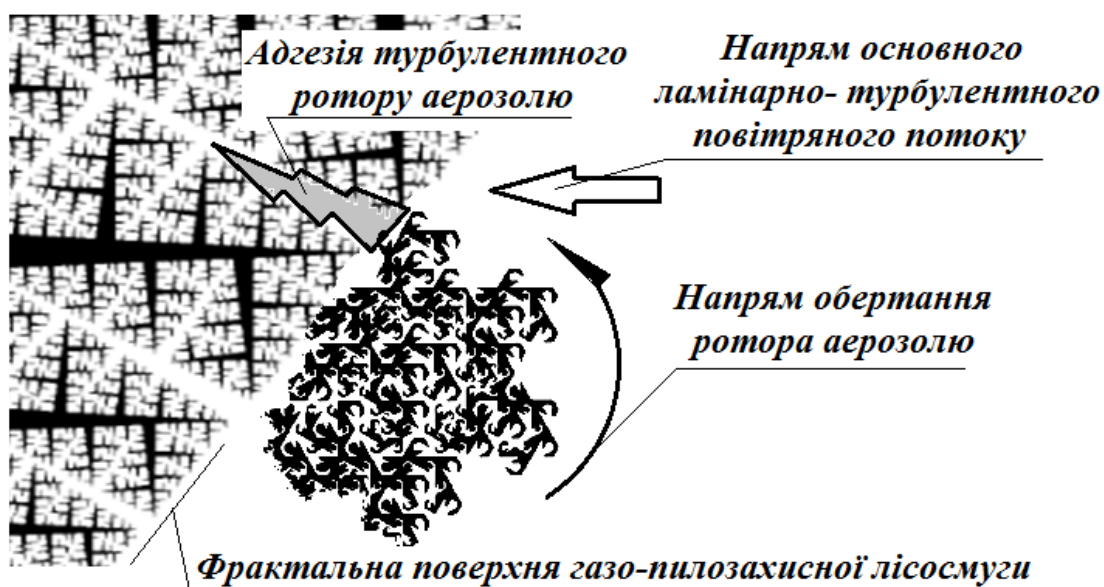 Адгезія турбулентного
ротору аерозолю
Напрям основного
ламінарно- турбулентного
повітряного потоку
Напрям обертання
ротора аерозолю
Фрактальна поверхня газо-пилозахисної лісосмуги